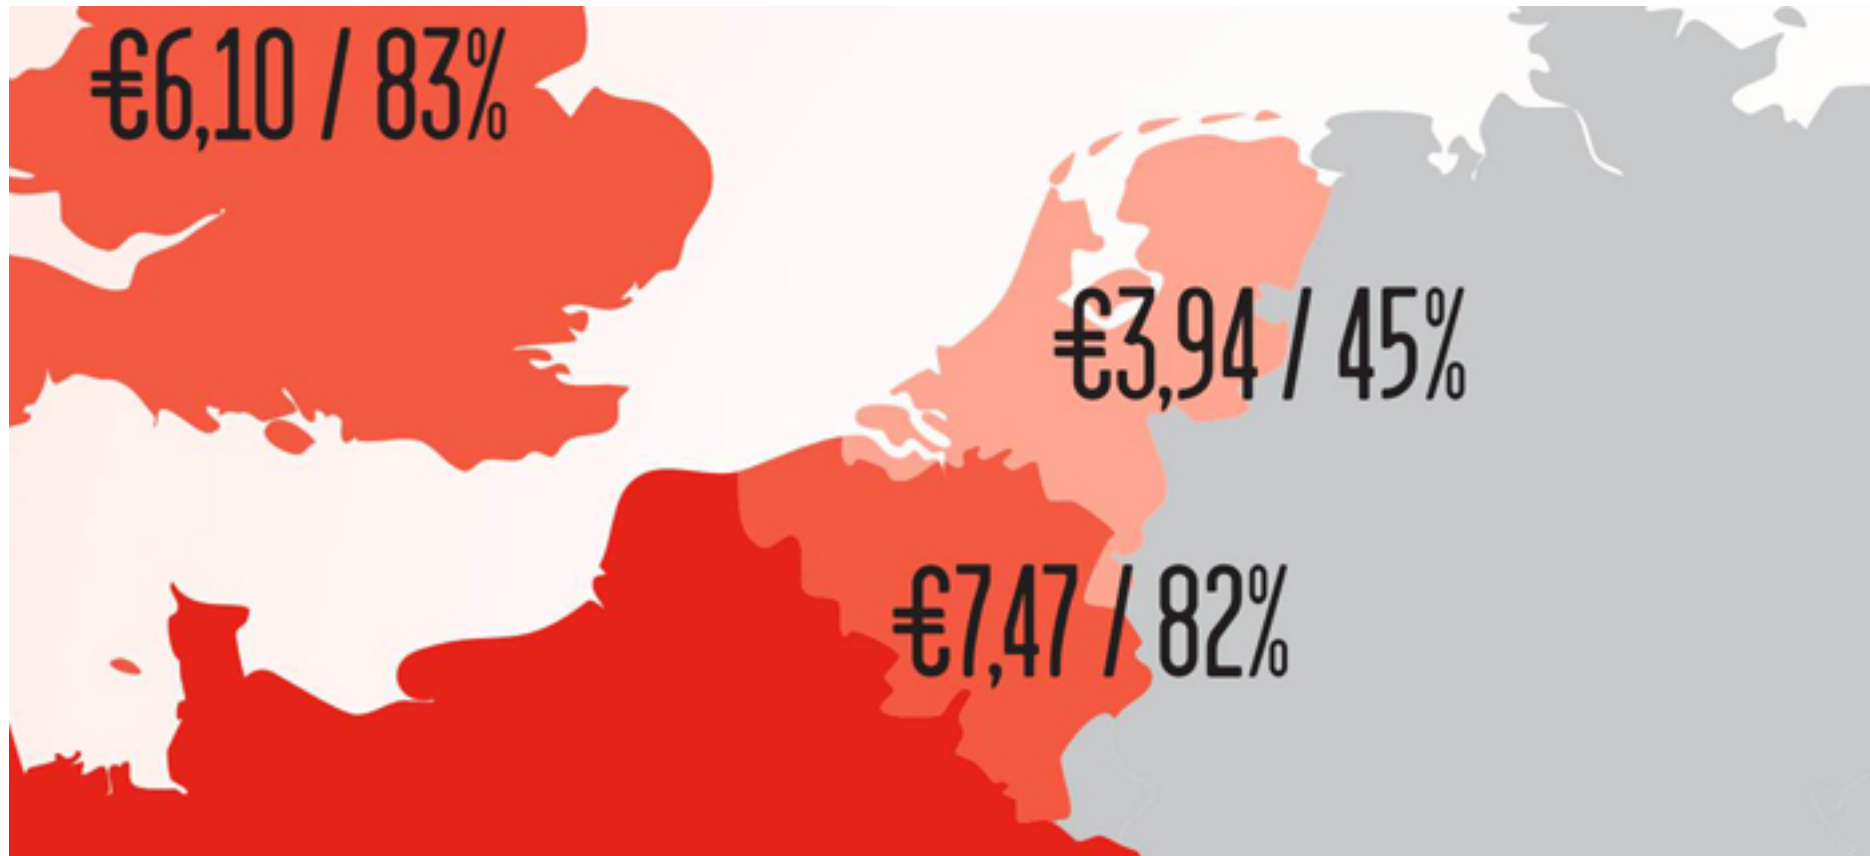 €6,10 / 83%
€3,94 / 45%
€7,47 / 82%